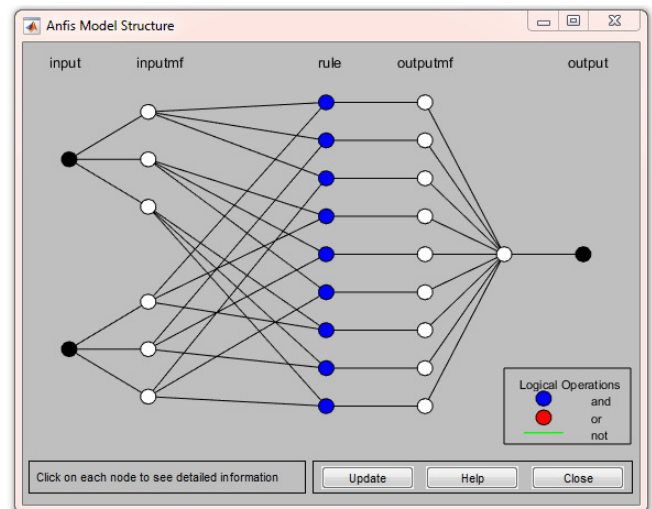 Anfis Model Structure
input inputmf rule outputmf output
Logical Operations
and
or
not
Click on each node to see detailed information
Update Help Close